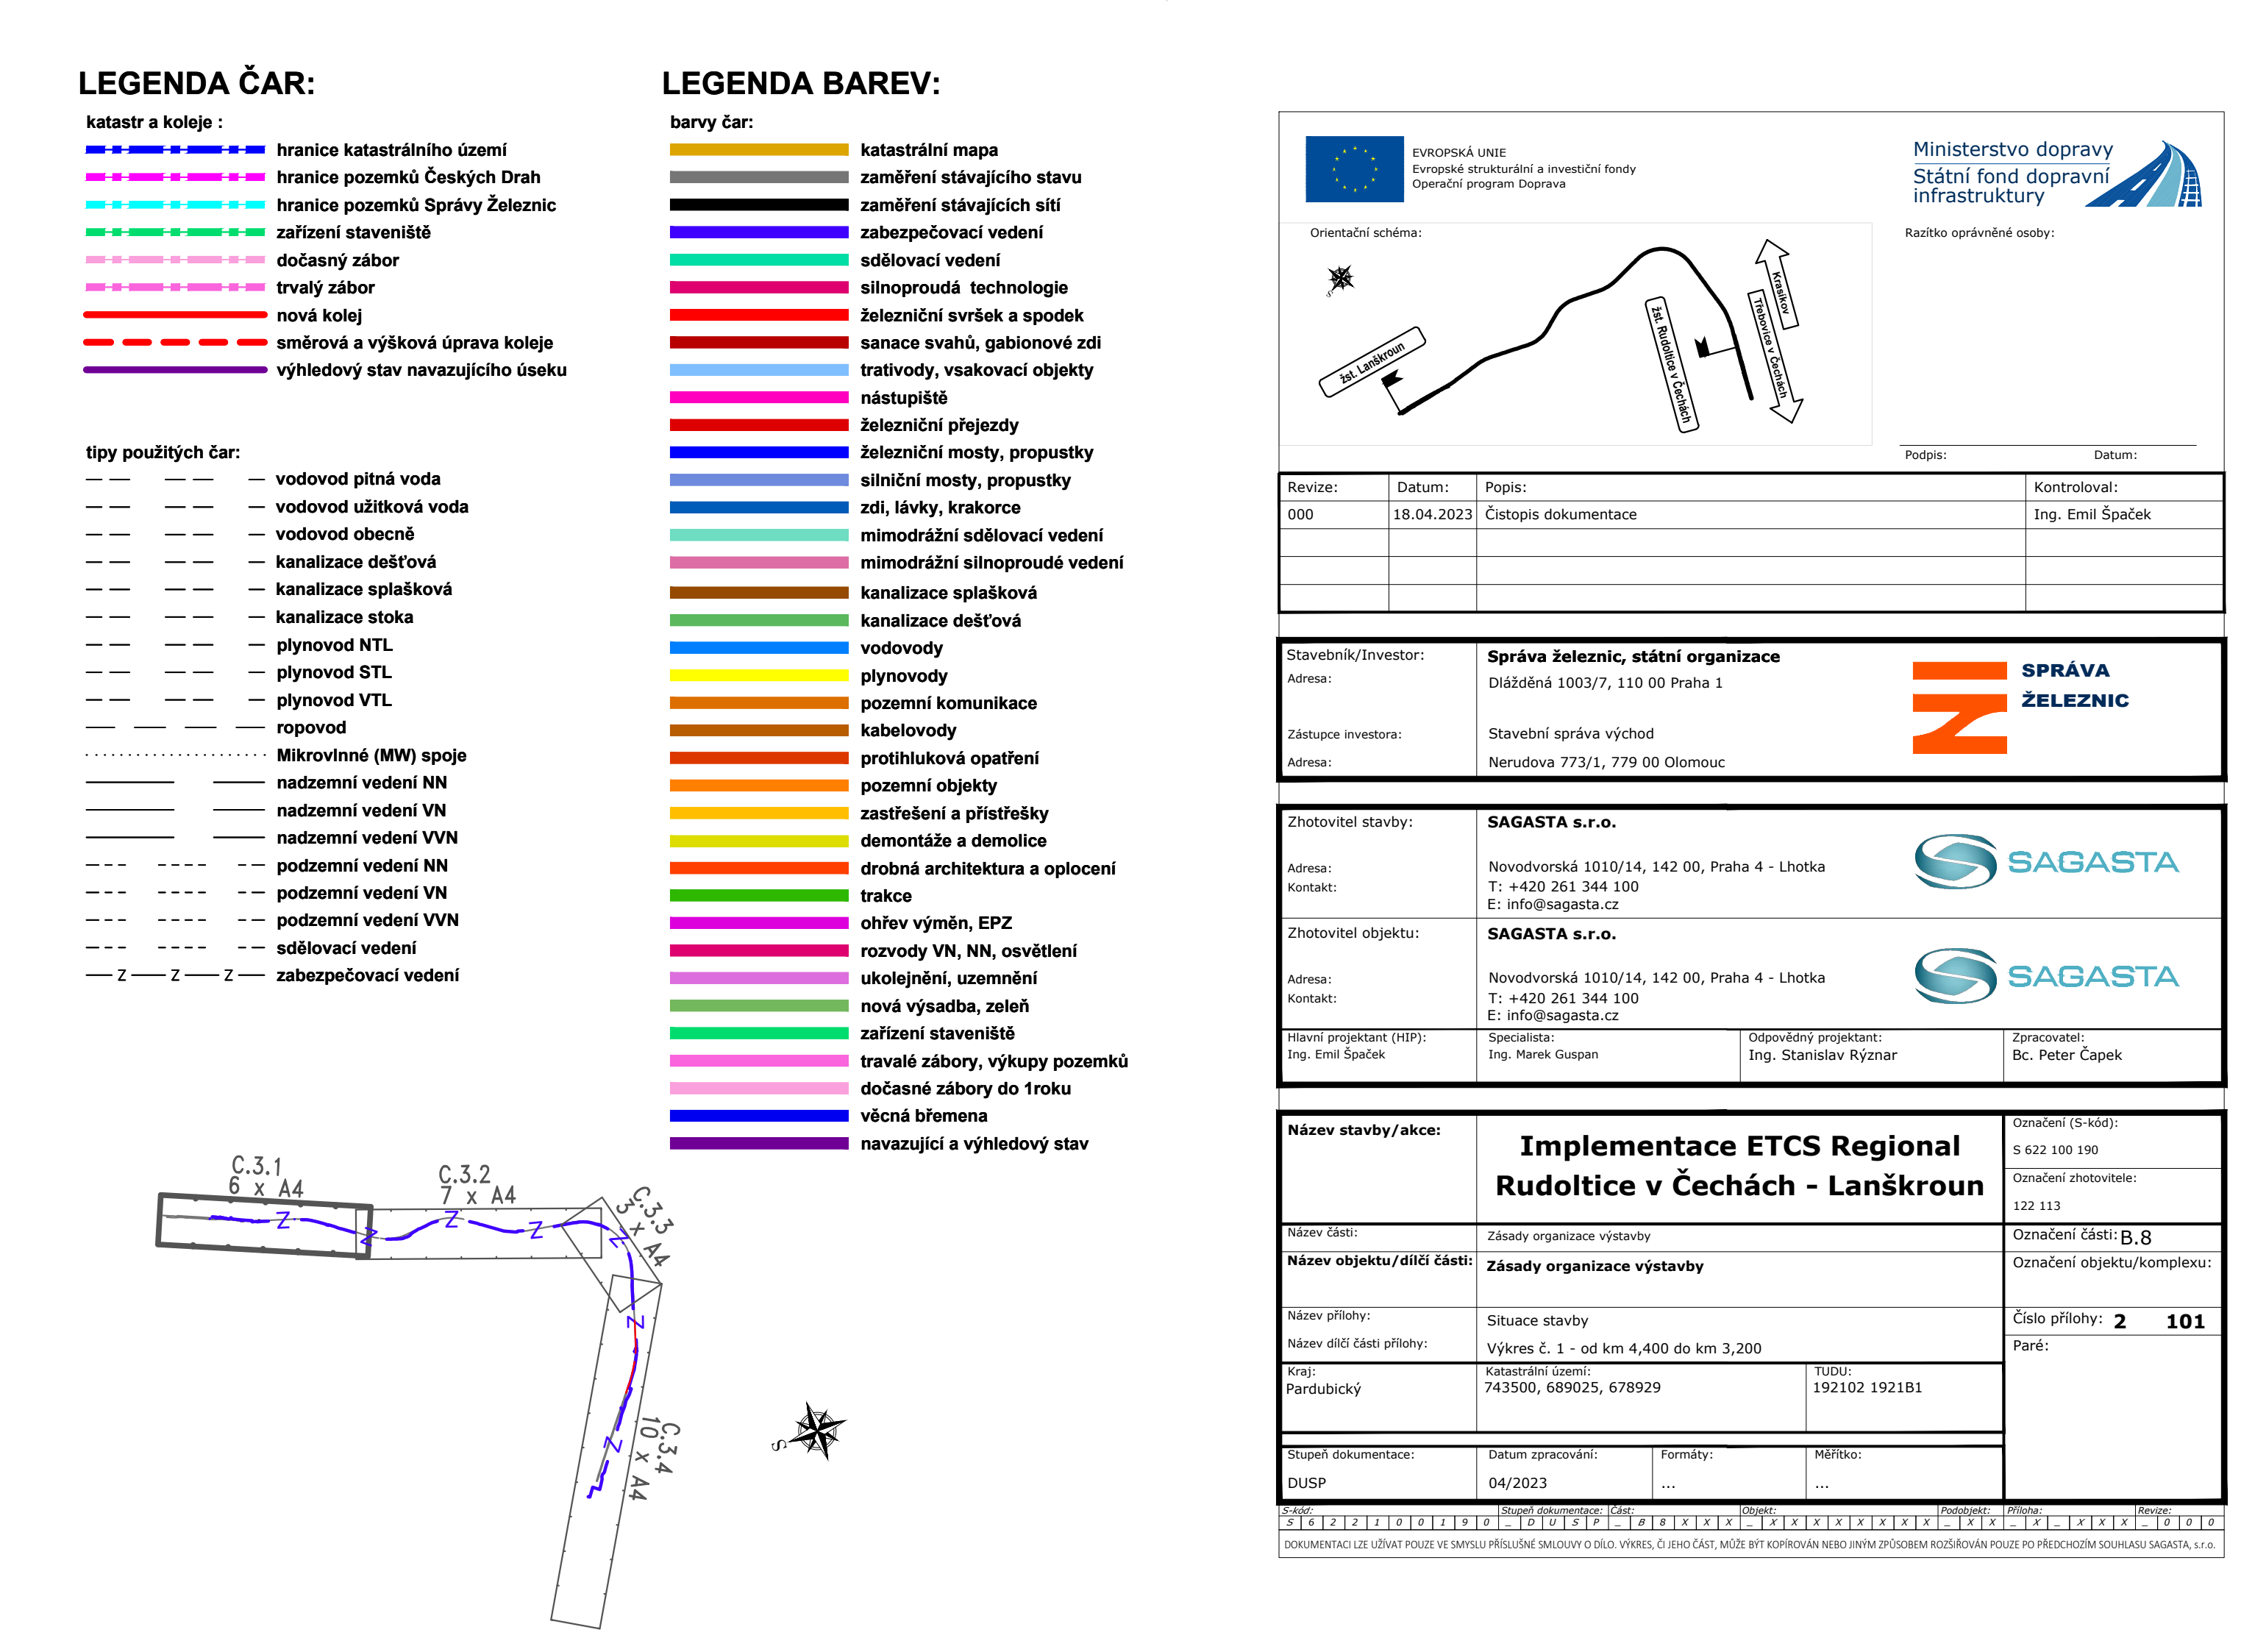 LEGENDA ČAR:
katastr a koleje :
hranice katastrálního území
hranice pozemků Českých Drah
hranice pozemků Správy Železnic
zařízení staveniště
dočasný zábor
trvalý zábor
nová kolej
směrová a výšková úprava koleje
výhledový stav navazujícího úseku
tipy použitých čar:
vodovod pitná voda
vodovod užitková voda
vodovod obecně
kanalizace dešťová
kanalizace splašková
kanalizace stoka
plynovod NTL
plynovod STL
plynovod VTL
ropovod
Mikrovlnné (MW) spoje
nadzemní vedení NN
nadzemní vedení VN
nadzemní vedení VVN
podzemní vedení NN
podzemní vedení VN
podzemní vedení VVN
sdělovací vedení
Z Z Z zabezpečovací vedení
LEGENDA BAREV:
barvy čar:
katastrální mapa
zaměření stávajícího stavu
zaměření stávajících sítí
zabezpečovací vedení
sdělovací vedení
silnoproudá technologie
železniční svršek a spodek
sanace svahů, gabionové zdi
trativody, vsakovací objekty
nástupiště
železniční přejezdy
železniční mosty, propustky
silniční mosty, propustky
zdi, lávky, krakorce
mimodrážní sdělovací vedení
mimodrážní silnoproudé vedení
kanalizace splašková
kanalizace dešťová
vodovody
plynovody
pozemní komunikace
kabelovody
protihluková opatření
pozemní objekty
zastřešení a přístřešky
demontáže a demolice
drobná architektura a oplocení
trakce
ohřev výměn, EPZ
rozvody VN, NN, osvětlení
ukolejnění, uzemnění
nová výsadba, zeleň
zařízení staveniště
travalé zábory, výkupy pozemků
dočasné zábory do 1roku
věcná břemena
navazující a výhledový stav
C.3.1
6 x A4
C.3.2
7 x A4
C.3.3
3 x A4
C.3.4
10 x A4
Z Z Z Z Z Z Z
S
EVROPSKÁ UNIE
Evropské strukturální a investiční fondy
Operační program Doprava
Ministerstvo dopravy
Státní fond dopravní
infrastruktury
Orientační schéma:
Razítko oprávněné osoby:
S
žst. Lanškroun
žst. Rudoltice v Čechách
Krasíkov
Třebovice v Čechách
Podpis: Datum:
Revize: Datum: Popis: Kontroloval:
000 18.04.2023 Čistopis dokumentace Ing. Emil Špaček
Stavebník/Investor: Správa železnic, státní organizace
Adresa: Dlážděná 1003/7, 110 00 Praha 1
SPRÁVA
ŽELEZNIC
Zástupce investora: Stavební správa východ
Adresa: Nerudova 773/1, 779 00 Olomouc
Zhotovitel stavby: SAGASTA s.r.o.
SAGASTA
Adresa: Novodvorská 1010/14, 142 00, Praha 4 - Lhotka
Kontakt: T: +420 261 344 100
E: info@sagasta.cz
Zhotovitel objektu: SAGASTA s.r.o.
SAGASTA
Adresa: Novodvorská 1010/14, 142 00, Praha 4 - Lhotka
Kontakt: T: +420 261 344 100
E: info@sagasta.cz
Hlavní projektant (HIP): Specialista: Odpovědný projektant: Zpracovatel:
Ing. Emil Špaček Ing. Marek Guspan Ing. Stanislav Rýznar Bc. Peter Čapek
Název stavby/akce:
Implementace ETCS Regional
Rudoltice v Čechách - Lanškroun
Označení (S-kód):
S 622 100 190
Označení zhotovitele:
122 113
Název části: Zásady organizace výstavby
Označení části: B.8
Název objektu/dílčí části: Zásady organizace výstavby
Označení objektu/komplexu:
Název přílohy: Situace stavby
Číslo přílohy: 2 101
Název dílčí části přílohy: Výkres č. 1 - od km 4,400 do km 3,200
Paré:
Kraj: Katastrální území: TUDU:
Pardubický 743500, 689025, 678929 192102 1921B1
Stupeň dokumentace: Datum zpracování: Formáty: Měřítko:
DUSP 04/2023 ... ...
S-kód: Stupeň dokumentace: Část: Objekt: Podobjekt: Příloha: Revize:
S 6 2 2 1 0 0 1 9 0 _ D U S P _ B 8 X X X _ X X X X X X X X _ X X _ X _ X X X _ 0 0 0
DOKUMENTACI LZE UŽÍVAT POUZE VE SMYSLU PŘÍSLUŠNÉ SMLOUVY O DÍLO. VÝKRES, ČI JEHO ČÁST, MŮŽE BÝT KOPÍROVÁN NEBO JINÝM ZPŮSOBEM ROZŠIŘOVÁN POUZE PO PŘEDCHOZÍM SOUHLASU SAGASTA, s.r.o.